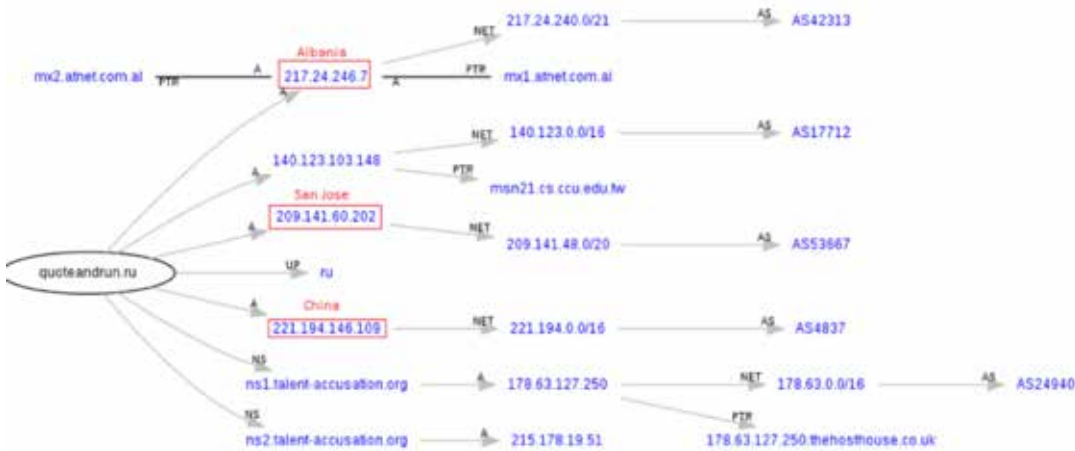 217.24.240.0/21 AS AS42313
NET
Albania
mx2.atnet.com.al PTR A 217.24.246.7 A PTR mx1.atnet.com.al
A
140.123.0.0/16 AS AS17712
NET
A 140.123.103.148 PTR
msn21.cs.ccu.edu.tw
San Jose
209.141.60.202
A NET
209.141.48.0/20 AS AS53667
quoteandrun.ru UP ru
China
A
221.194.146.109 NET 221.194.0.0/16 AS AS4837
NS
ns1.talent-accusation.org A 178.63.127.250 NET 178.63.0.0/16 AS AS24940
NS PTR
ns2.talent-accusation.org A 215.178.19.51 178.63.127.250.thehosthouse.co.uk